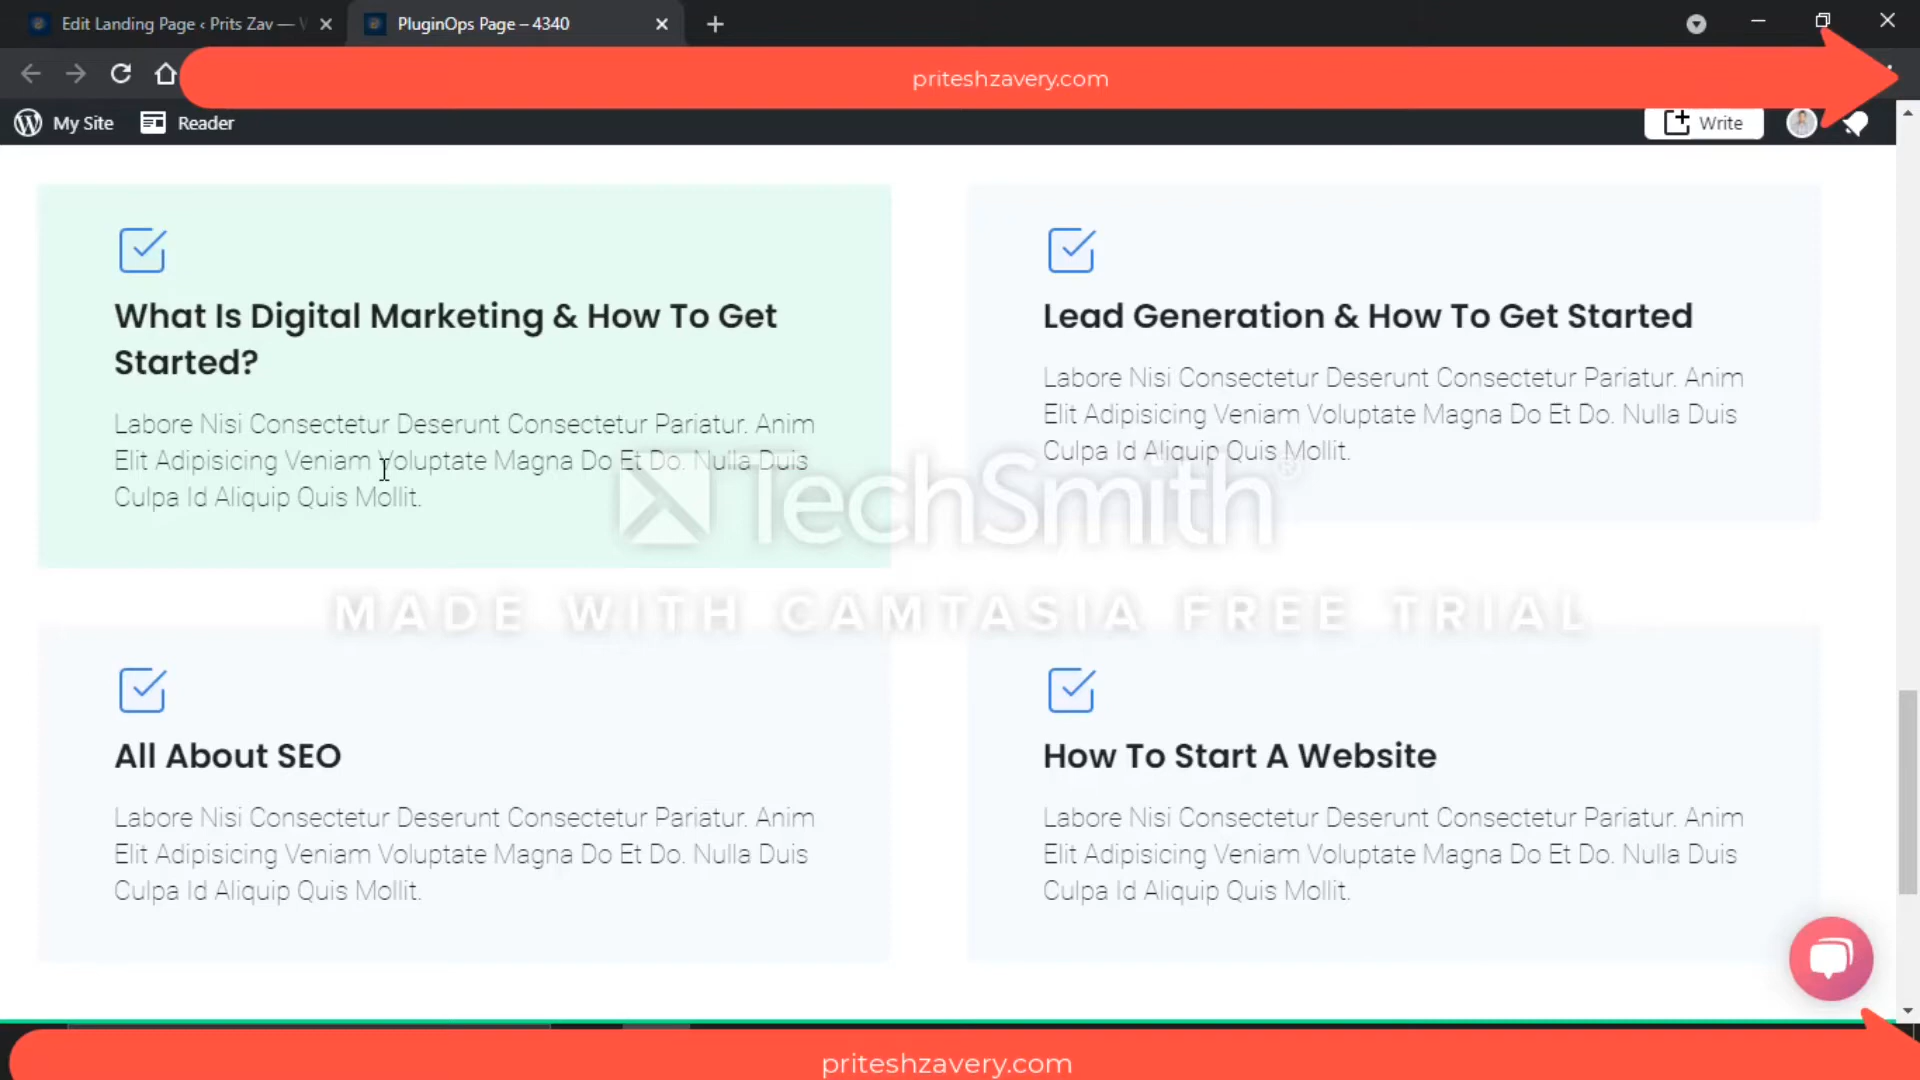 Edit Landing Page ‹ Prits Zav —
PluginOps Page – 4340
priteshzavery.com
My Site
Reader
Write
What Is Digital Marketing & How To Get
Started?
Labore Nisi Consectetur Deserunt Consectetur Pariatur. Anim
Elit Adipisicing Veniam Voluptate Magna Do Et Do. Nulla Duis
Culpa Id Aliquip Quis Mollit.
Lead Generation & How To Get Started
Labore Nisi Consectetur Deserunt Consectetur Pariatur. Anim
Elit Adipisicing Veniam Voluptate Magna Do Et Do. Nulla Duis
Culpa Id Aliquip Quis Mollit.
TechSmith®
MADE WITH CAMTASIA FREE TRIAL
All About SEO
Labore Nisi Consectetur Deserunt Consectetur Pariatur. Anim
Elit Adipisicing Veniam Voluptate Magna Do Et Do. Nulla Duis
Culpa Id Aliquip Quis Mollit.
How To Start A Website
Labore Nisi Consectetur Deserunt Consectetur Pariatur. Anim
Elit Adipisicing Veniam Voluptate Magna Do Et Do. Nulla Duis
Culpa Id Aliquip Quis Mollit.
priteshzavery.com